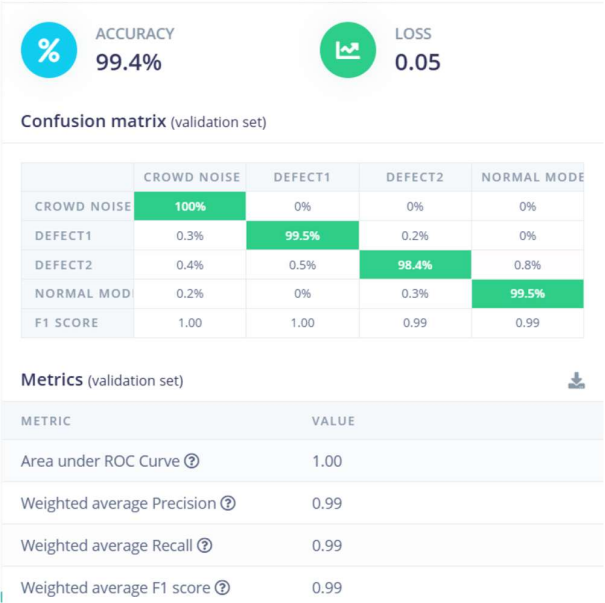 ACCURACY LOSS
99.4% 0.05
Confusion matrix (validation set)
CROWD NOISE DEFECT1 DEFECT2 NORMAL MODE
CROWD NOISE 100% 0% 0% 0%
DEFECT1 0.3% 99.5% 0.2% 0%
DEFECT2 0.4% 0.5% 98.4% 0.8%
NORMAL MOD 0.2% 0% 0.3% 99.5%
F1 SCORE 1.00 1.00 0.99 0.99
Metrics (validation set)
METRIC VALUE
Area under ROC Curve ? 1.00
Weighted average Precision ? 0.99
Weighted average Recall ? 0.99
Weighted average F1 score ? 0.99